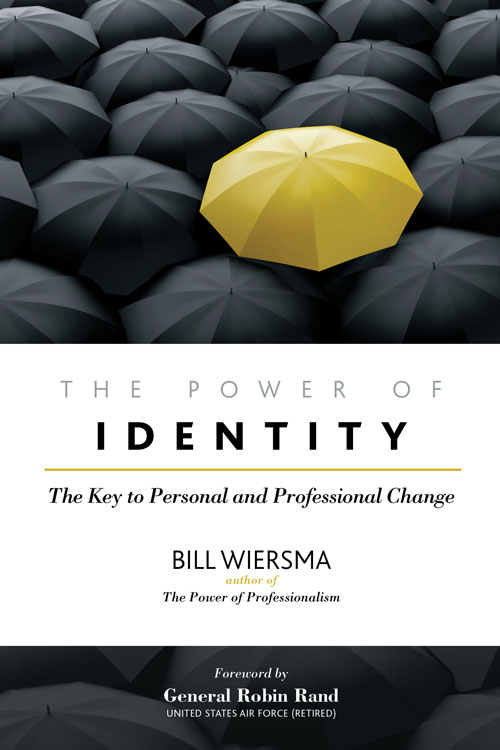 THE POWER OF
IDENTITY
The Key to Personal and Professional Change
BILL WIERSMA
author of
The Power of Professionalism
Foreword by
General Robin Rand
UNITED STATES AIR FORCE (RETIRED)